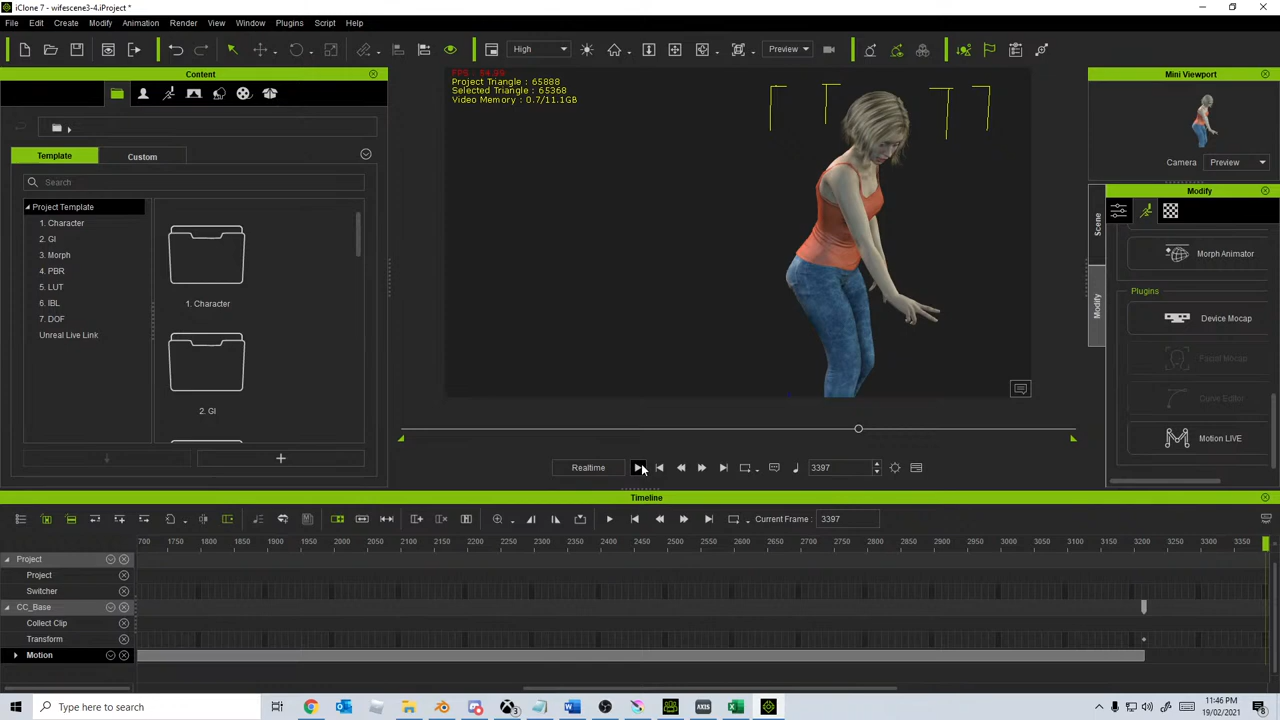 iClone 7 - wifescene3-4.iProject *
File Edit Create Modify Animation Render View Window Plugins Script Help
High Preview
Content
Template Custom
Search
Project Template
1. Character
2. GI
3. Morph
4. PBR
5. LUT
6. IBL
7. DOF
Unreal Live Link
1. Character
2. GI
Project Triangle : 65888
Selected Triangle : 65368
Video Memory : 0.7/11.1GB
Mini Viewport
Camera Preview
Modify
Scene
Modify
Morph Animator
Plugins
Device Mocap
Facial Mocap
Curve Editor
Motion LIVE
Realtime 3397
Timeline
Current Frame : 3397
700 1750 1800 1850 1900 1950 2000 2050 2100 2150 2200 2250 2300 2350 2400 2450 2500 2550 2600 2650 2700 2750 2800 2850 2900 2950 3000 3050 3100 3150 3200 3250 3300 3350
Project
Project
Switcher
CC_Base
Collect Clip
Transform
Motion
Type here to search
AXIS
11:46 PM
19/02/2021